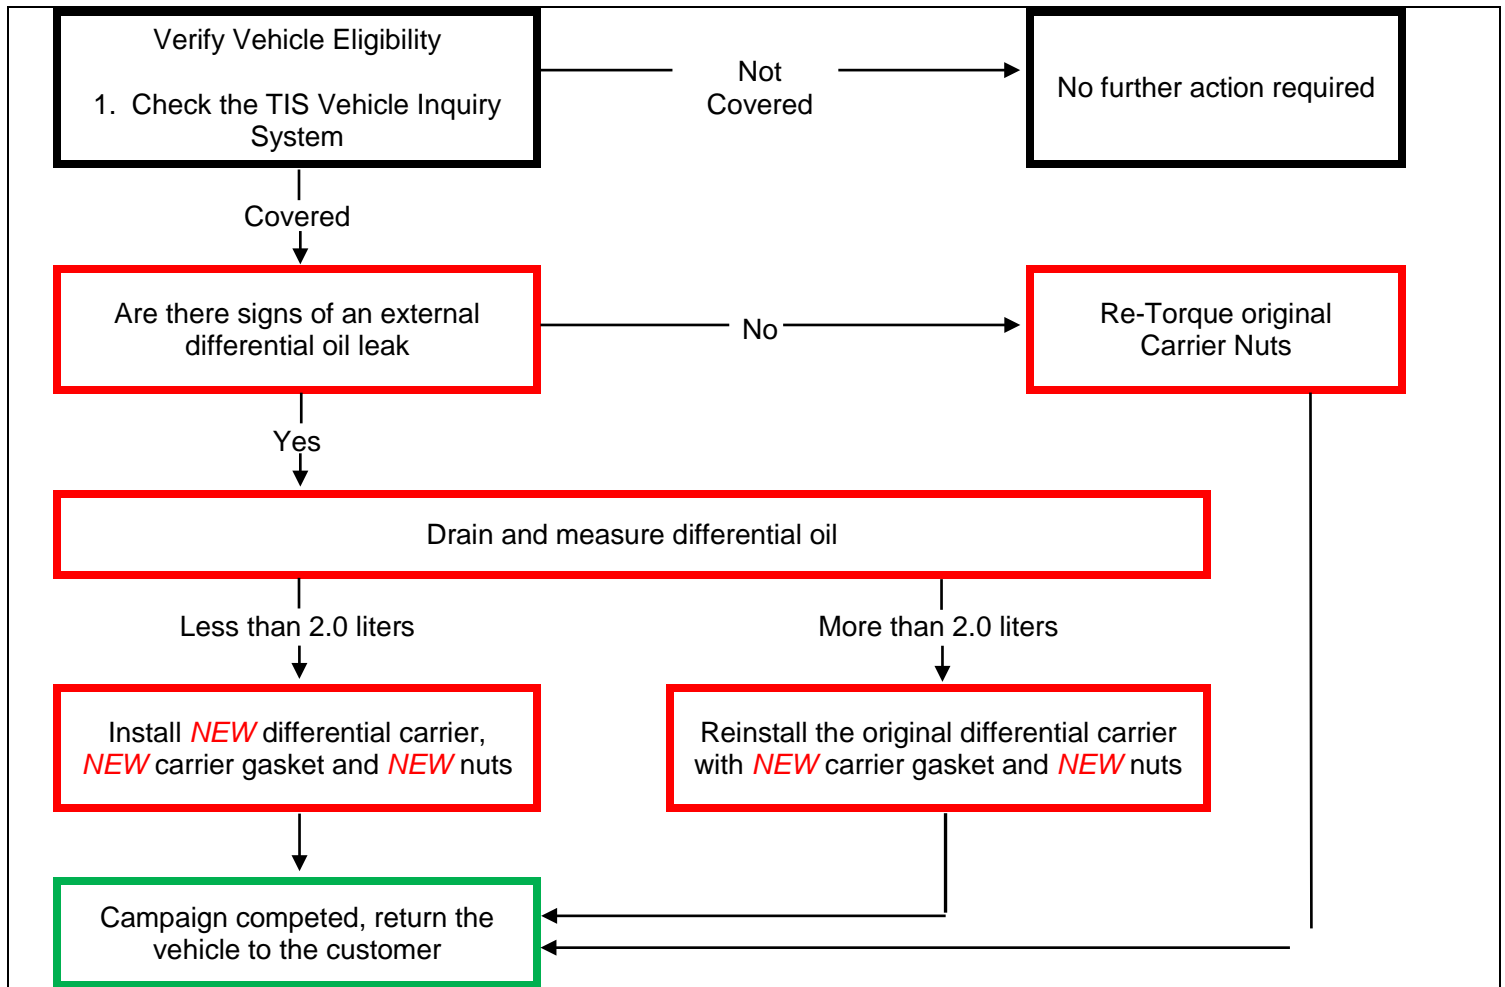 Verify Vehicle Eligibility
1. Check the TIS Vehicle Inquiry
System
Not
Covered
No further action required
Covered
Are there signs of an external
differential oil leak
No
Re-Torque original
Carrier Nuts
Yes
Drain and measure differential oil
Less than 2.0 liters
More than 2.0 liters
Install NEW differential carrier,
NEW carrier gasket and NEW nuts
Reinstall the original differential carrier
with NEW carrier gasket and NEW nuts
Campaign competed, return the
vehicle to the customer